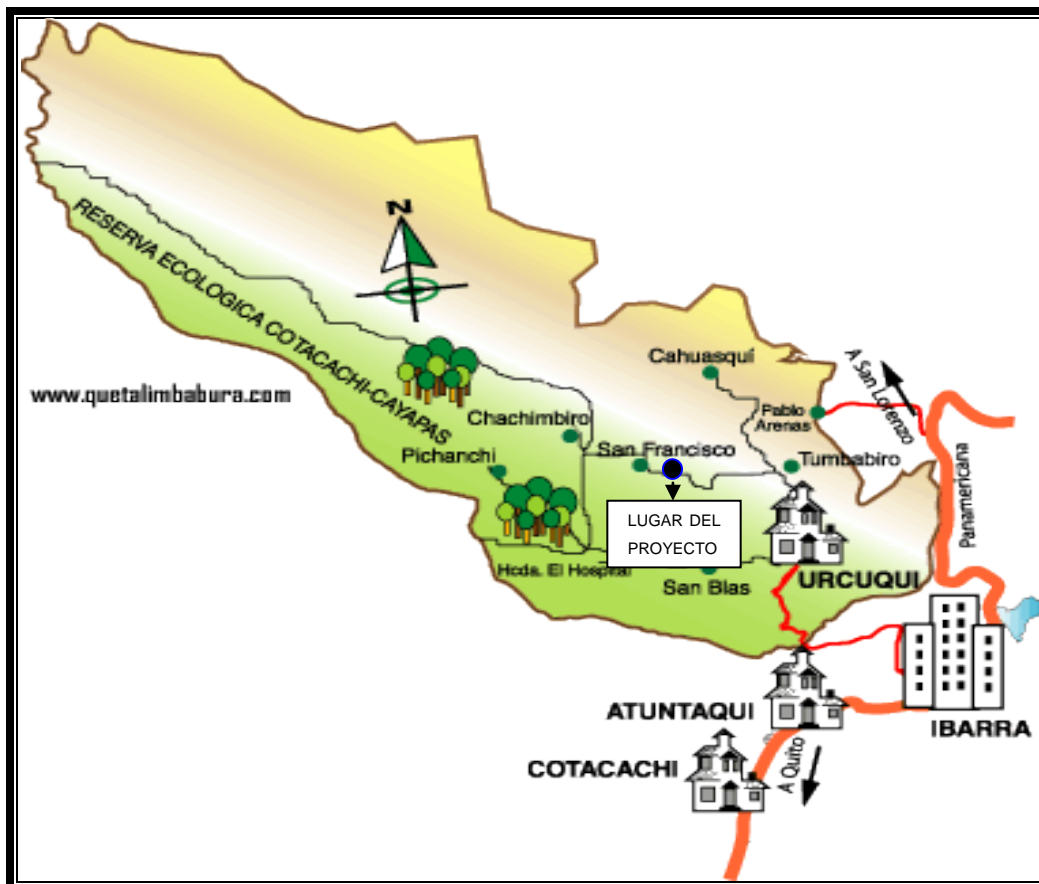 N
RESERVA ECOLOGICA COTACACHI-CAYAPAS
www.quetalimbabura.com
Cahuasquí
A San Lorenzo
Pablo
Arenas
Chachimbiro
San Francisco
Pichanchi
Tumbabiro
Panamericana
LUGAR DEL
PROYECTO
Hcda. El Hospital
San Blas
URCUQUI
ATUNTAQUI
IBARRA
COTACACHI
A Quito